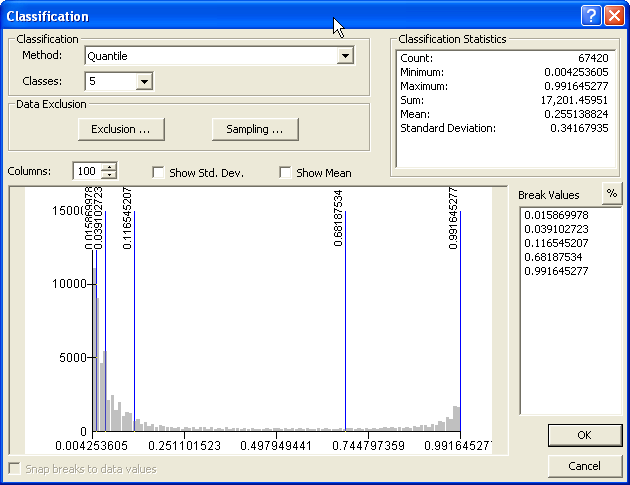 Classification
Classification
Method: Quantile
Classes: 5
Data Exclusion
Exclusion ...
Sampling ...
Classification Statistics
Count: 67420
Minimum: 0.004253605
Maximum: 0.991645277
Sum: 17,201.45951
Mean: 0.255138824
Standard Deviation: 0.34167935
Columns: 100 Show Std. Dev. Show Mean
Break Values %
0.015869978
0.039102723
0.116545207
0.68187534
0.991645277
0.015869978
0.039102723
0.116545207
0.68187534
0.991645277
15000
10000
5000
0
0.004253605 0.251101523 0.497949441 0.744797359 0.991645277
Snap breaks to data values
OK
Cancel